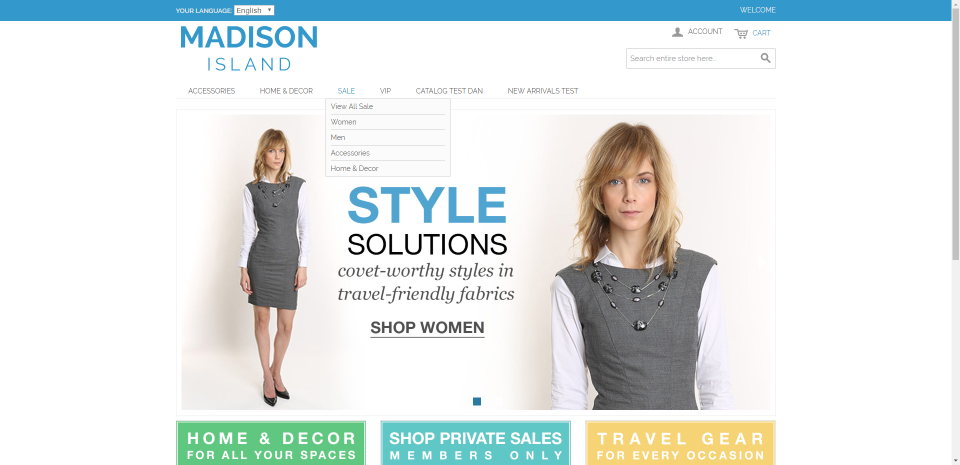 YOUR LANGUAGE: English
WELCOME
MADISON
ISLAND
ACCOUNT
CART
Search entire store here...
ACCESSORIES
HOME & DECOR
SALE
VIP
CATALOG TEST DAN
NEW ARRIVALS TEST
View All Sale
Women
Men
Accessories
Home & Decor
STYLE
SOLUTIONS
covet-worthy styles in
travel-friendly fabrics
SHOP WOMEN
HOME & DECOR
FOR ALL YOUR SPACES
SHOP PRIVATE SALES
MEMBERS ONLY
TRAVEL GEAR
FOR EVERY OCCASION